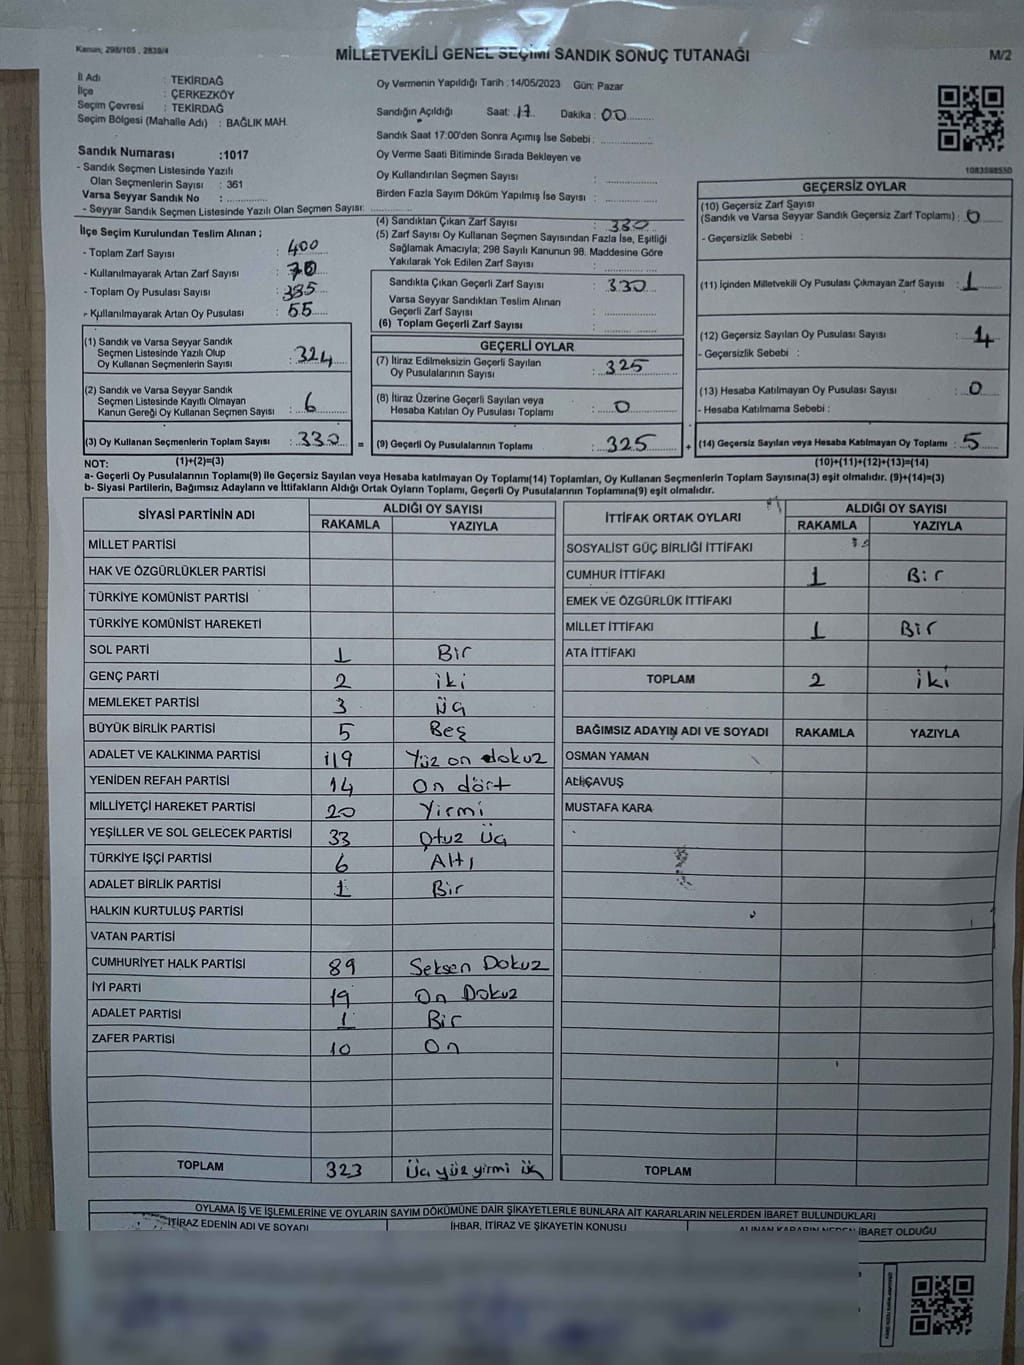 Kanun; 298/105 , 2839/4
MİLLETVEKİLİ GENEL SEÇİMİ SANDIK SONUÇ TUTANAĞI
M/2
İl Adı : TEKİRDAĞ
İlçe : ÇERKEZKÖY
Seçim Çevresi : TEKİRDAĞ
Seçim Bölgesi (Mahalle Adı) : BAĞLIK MAH.
Sandık Numarası :1017
- Sandık Seçmen Listesinde Yazılı
Olan Seçmenlerin Sayısı : 361
Varsa Seyyar Sandık No :
- Seyyar Sandık Seçmen Listesinde Yazılı Olan Seçmen Sayısı:
İlçe Seçim Kurulundan Teslim Alınan ;
- Toplam Zarf Sayısı : 400
- Kullanılmayarak Artan Zarf Sayısı : 70
- Toplam Oy Pusulası Sayısı : 385
- Kullanılmayarak Artan Oy Pusulası : 55
(1) Sandık ve Varsa Seyyar Sandık
Seçmen Listesinde Yazılı Olup
Oy Kullanan Seçmenlerin Sayısı : 324
(2) Sandık ve Varsa Seyyar Sandık
Seçmen Listesinde Kayıtlı Olmayan
Kanun Gereği Oy Kullanan Seçmen Sayısı : 6
(3) Oy Kullanan Seçmenlerin Toplam Sayısı : 330 =
Oy Vermenin Yapıldığı Tarih :14/05/2023 Gün: Pazar
Sandığın Açıldığı Saat: 17 Dakika : 00
Sandık Saat 17:00'den Sonra Açılmış İse Sebebi :
Oy Verme Saati Bitiminde Sırada Bekleyen ve
Oy Kullandırılan Seçmen Sayısı :
Birden Fazla Sayım Döküm Yapılmış İse Sayısı :
(4) Sandıktan Çıkan Zarf Sayısı : 330
(5) Zarf Sayısı Oy Kullanan Seçmen Sayısından Fazla İse, Eşitliği
Sağlamak Amacıyla; 298 Sayılı Kanunun 98. Maddesine Göre
Yakılarak Yok Edilen Zarf Sayısı :
Sandıkta Çıkan Geçerli Zarf Sayısı : 330
Varsa Seyyar Sandıktan Teslim Alınan
Geçerli Zarf Sayısı :
(6) Toplam Geçerli Zarf Sayısı :
GEÇERLİ OYLAR
(7) İtiraz Edilmeksizin Geçerli Sayılan
Oy Pusulalarının Sayısı : 325
(8) İtiraz Üzerine Geçerli Sayılan veya
Hesaba Katılan Oy Pusulası Toplamı : 0
(9) Geçerli Oy Pusulalarının Toplamı : 325 +
1083598550
GEÇERSİZ OYLAR
(10) Geçersiz Zarf Sayısı
(Sandık ve Varsa Seyyar Sandık Geçersiz Zarf Toplamı) : 0
- Geçersizlik Sebebi :
(11) İçinden Milletvekili Oy Pusulası Çıkmayan Zarf Sayısı : 1
(12) Geçersiz Sayılan Oy Pusulası Sayısı : 4
- Geçersizlik Sebebi :
(13) Hesaba Katılmayan Oy Pusulası Sayısı : 0
- Hesaba Katılmama Sebebi :
(14) Geçersiz Sayılan veya Hesaba Katılmayan Oy Toplamı : 5
NOT: (1)+(2)=(3) (10)+(11)+(12)+(13)=(14)
a- Geçerli Oy Pusulalarının Toplamı(9) ile Geçersiz Sayılan veya Hesaba katılmayan Oy Toplamı(14) Toplamları, Oy Kullanan Seçmenlerin Toplam Sayısına(3) eşit olmalıdır. (9)+(14)=(3)
b- Siyasi Partilerin, Bağımsız Adayların ve İttifakların Aldığı Ortak Oyların Toplamı, Geçerli Oy Pusulalarının Toplamına(9) eşit olmalıdır.
SİYASİ PARTİNİN ADI ALDIĞI OY SAYISI
RAKAMLA YAZIYLA
MİLLET PARTİSİ
HAK VE ÖZGÜRLÜKLER PARTİSİ
TÜRKİYE KOMÜNİST PARTİSİ
TÜRKİYE KOMÜNİST HAREKETİ
SOL PARTİ 1 Bir
GENÇ PARTİ 2 iki
MEMLEKET PARTİSİ 3 üç
BÜYÜK BİRLİK PARTİSİ 5 Beş
ADALET VE KALKINMA PARTİSİ 119 Yüz on dokuz
YENİDEN REFAH PARTİSİ 14 On dört
MİLLİYETÇİ HAREKET PARTİSİ 20 Yirmi
YEŞİLLER VE SOL GELECEK PARTİSİ 33 Otuz üç
TÜRKİYE İŞÇİ PARTİSİ 6 Altı
ADALET BİRLİK PARTİSİ 1 Bir
HALKIN KURTULUŞ PARTİSİ
VATAN PARTİSİ
CUMHURİYET HALK PARTİSİ 89 Seksen Dokuz
İYİ PARTİ 19 On Dokuz
ADALET PARTİSİ 1 Bir
ZAFER PARTİSİ 10 On
TOPLAM 323 Üç yüz yirmi üç
İTTİFAK ORTAK OYLARI ALDIĞI OY SAYISI
RAKAMLA YAZIYLA
SOSYALİST GÜÇ BİRLİĞİ İTTİFAKI
CUMHUR İTTİFAKI 1 Bir
EMEK VE ÖZGÜRLÜK İTTİFAKI
MİLLET İTTİFAKI 1 Bir
ATA İTTİFAKI
TOPLAM 2 iki
BAĞIMSIZ ADAYIN ADI VE SOYADI RAKAMLA YAZIYLA
OSMAN YAMAN
ALİ ÇAVUŞ
MUSTAFA KARA
TOPLAM
OYLAMA İŞ VE İŞLEMLERİNE VE OYLARIN SAYIM DÖKÜMÜNE DAİR ŞİKAYETLERLE BUNLARA AİT KARARLARIN NELERDEN İBARET BULUNDUKLARI
İTİRAZ EDENİN ADI VE SOYADI İHBAR, İTİRAZ VE ŞİKAYETİN KONUSU ALINAN KARARIN NEDEN İBARET OLDUĞU